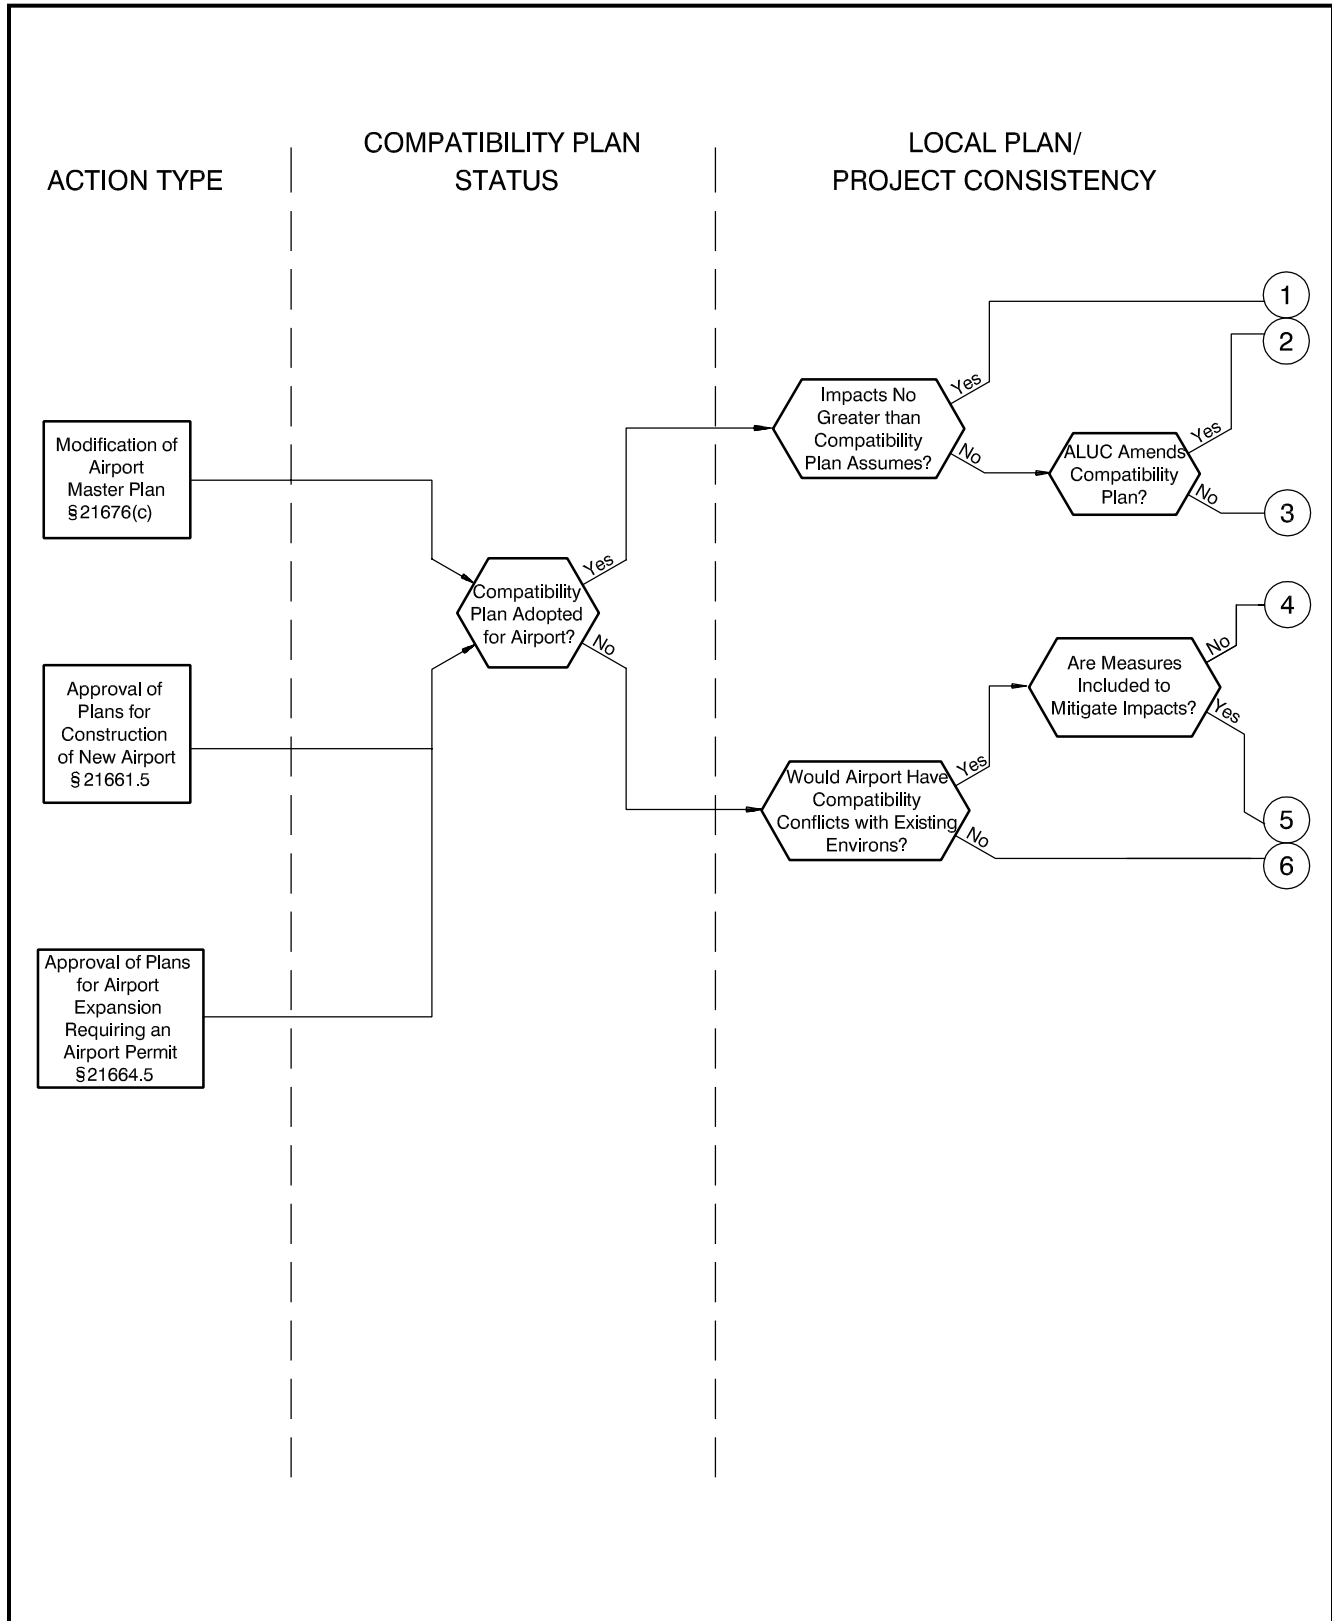 ACTION TYPE
COMPATIBILITY PLAN
STATUS
LOCAL PLAN/
PROJECT CONSISTENCY
Modification of
Airport
Master Plan
§21676(c)
Approval of
Plans for
Construction
of New Airport
§21661.5
Approval of Plans
for Airport
Expansion
Requiring an
Airport Permit
§21664.5
Compatibility
Plan Adopted
for Airport?
Yes
No
Impacts No
Greater than
Compatibility
Plan Assumes?
Yes
No
ALUC Amends
Compatibility
Plan?
Yes
No
1
2
3
Would Airport Have
Compatibility
Conflicts with Existing
Environs?
Yes
No
Are Measures
Included to
Mitigate Impacts?
No
Yes
4
5
6